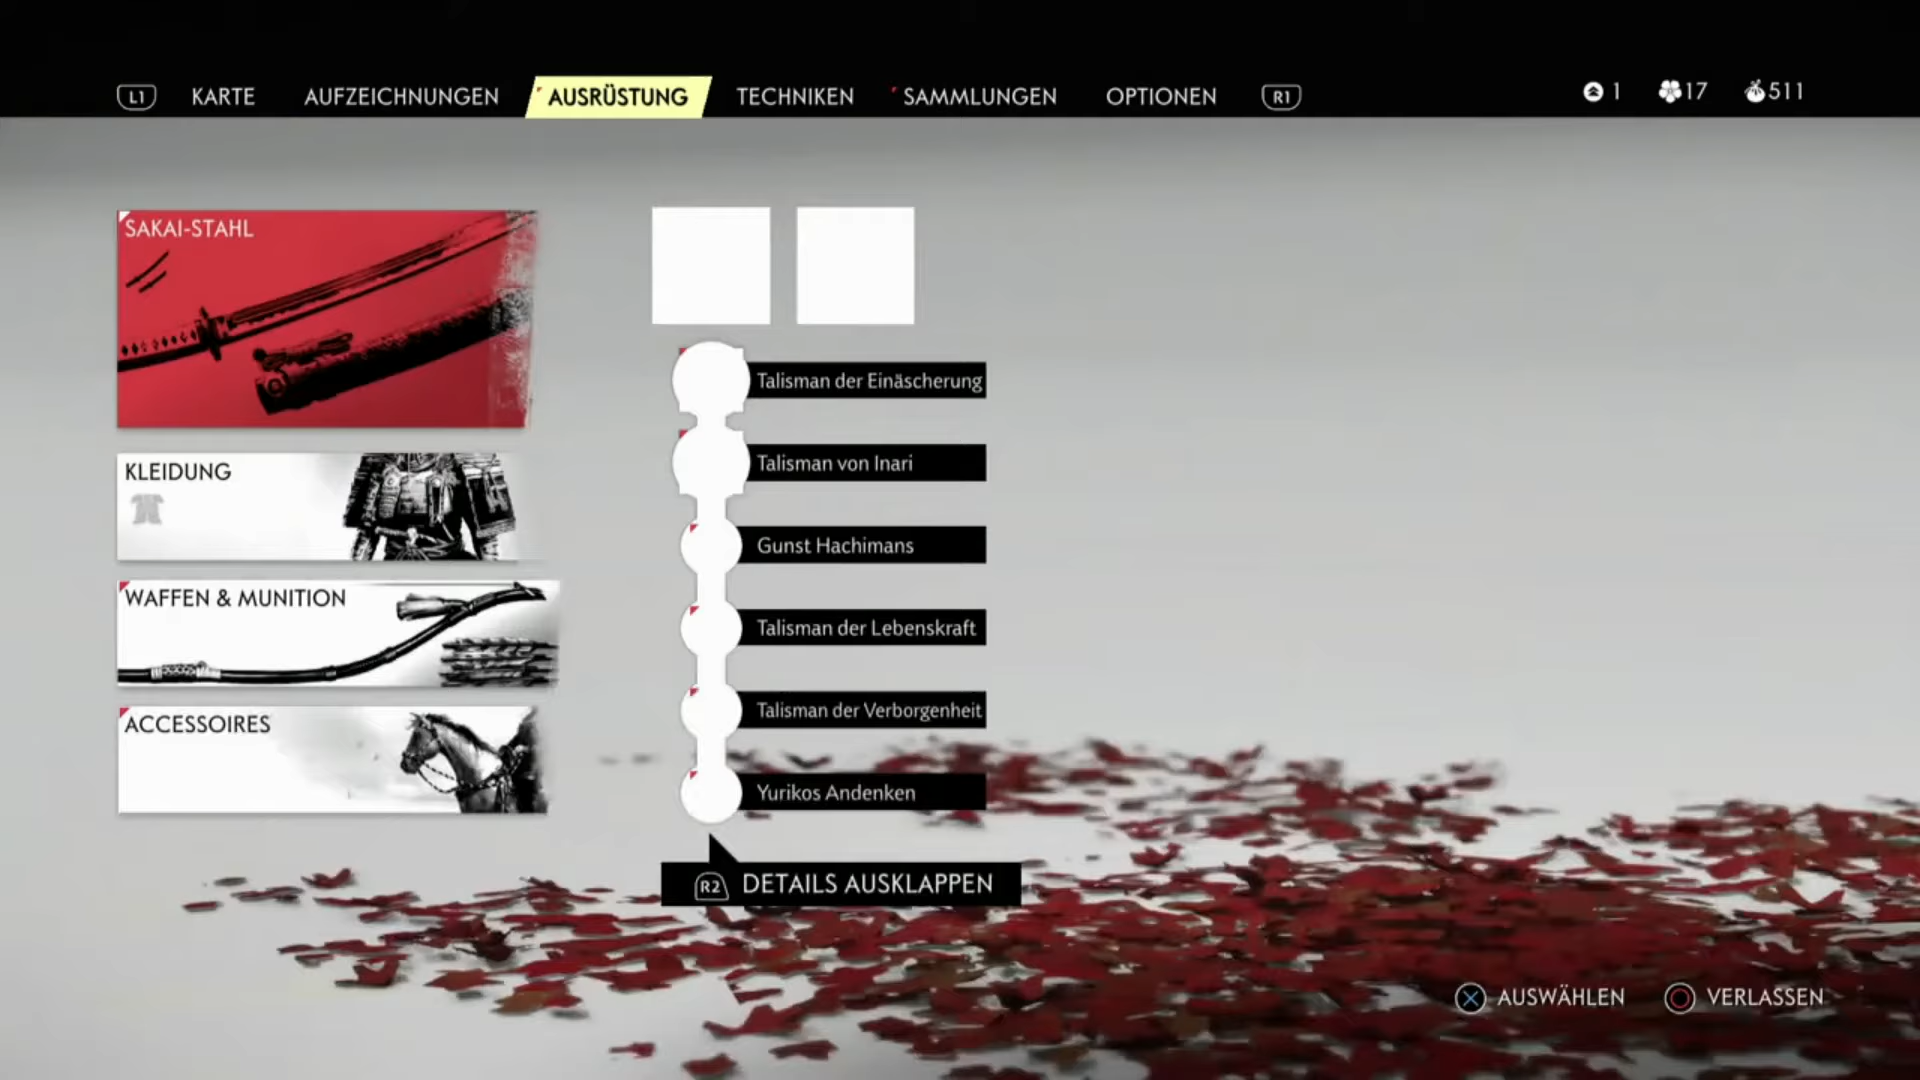 L1 KARTE AUFZEICHNUNGEN AUSRÜSTUNG TECHNIKEN SAMMLUNGEN OPTIONEN R1 1 17 511
SAKAI-STAHL
KLEIDUNG
WAFFEN & MUNITION
ACCESSOIRES
Talisman der Einäscherung
Talisman von Inari
Gunst Hachimans
Talisman der Lebenskraft
Talisman der Verborgenheit
Yurikos Andenken
R2 DETAILS AUSKLAPPEN
AUSWÄHLEN VERLASSEN